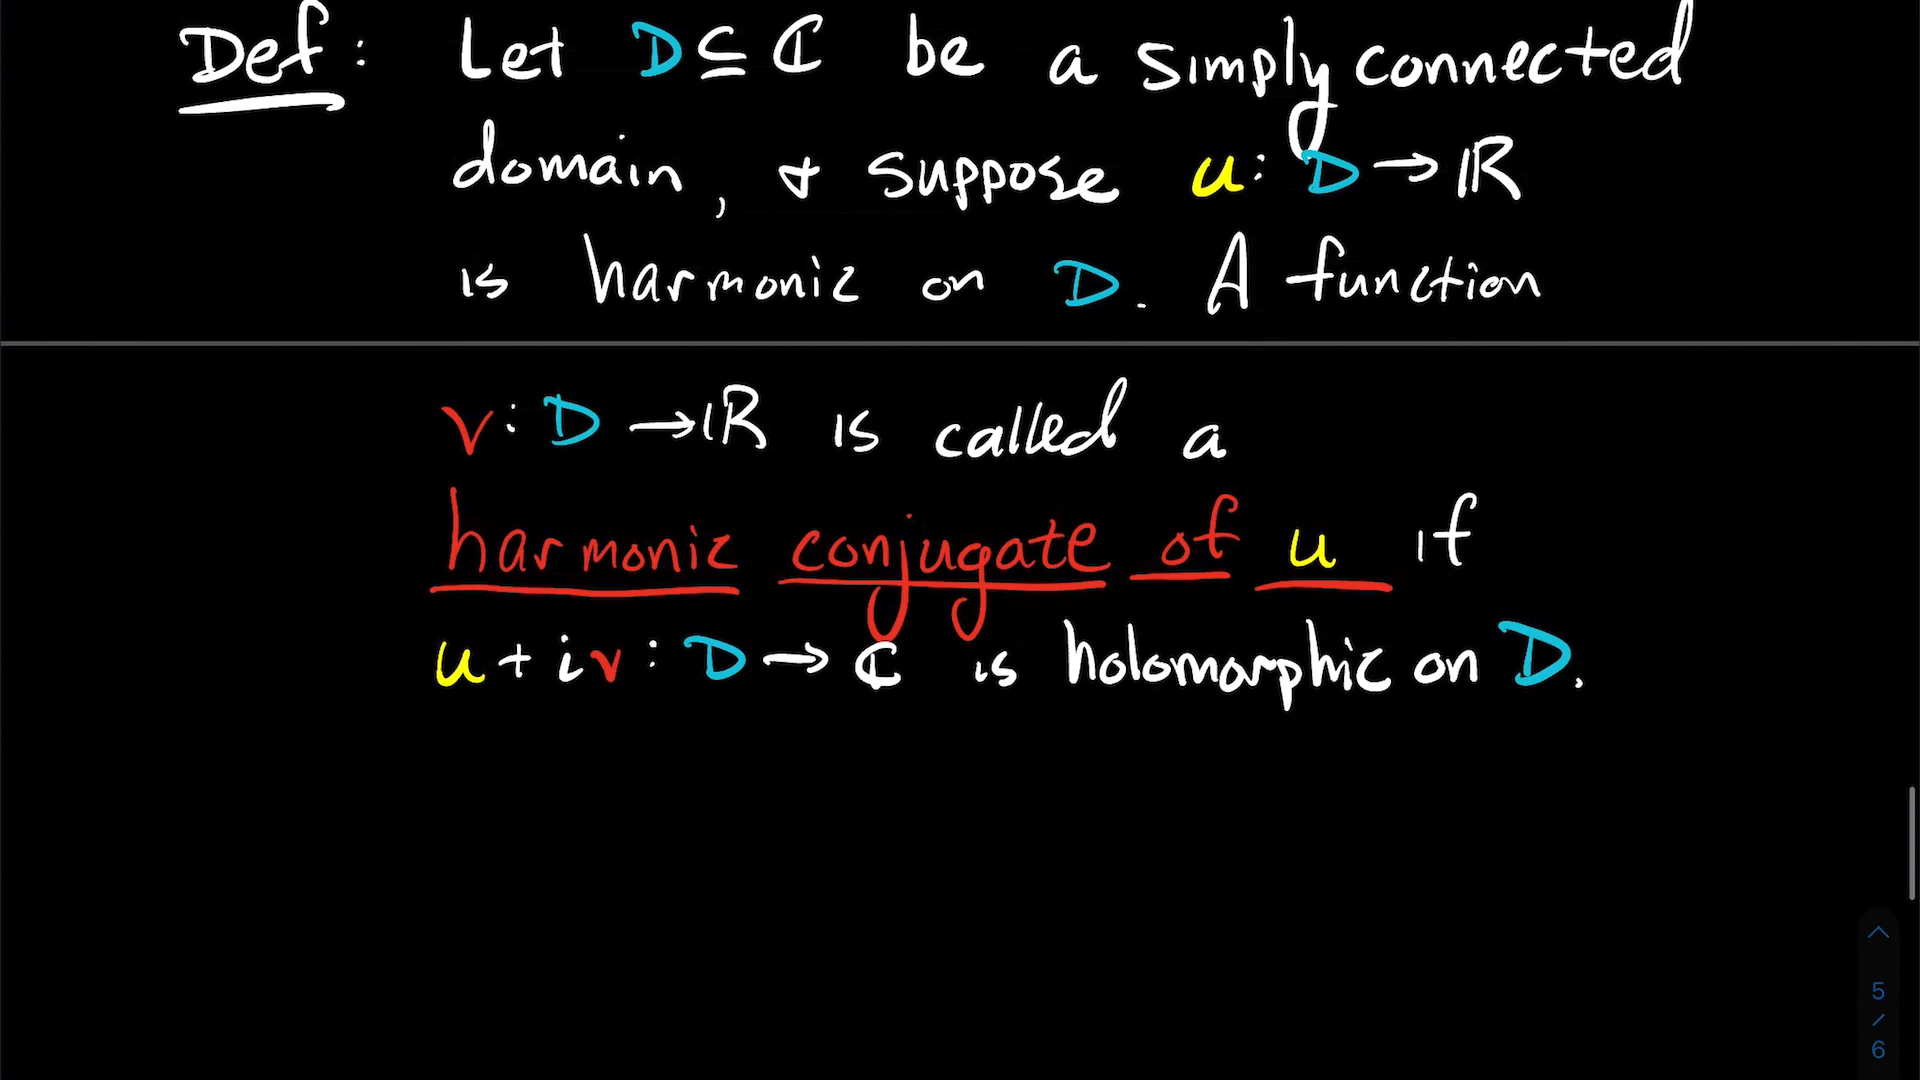 Def: Let D ⊆ ℂ be a simply connected
domain, & suppose u: D → ℝ
is harmonic on D. A function
v: D → ℝ is called a
harmonic conjugate of u if
u + iv : D → ℂ is holomorphic on D.
5
/
6